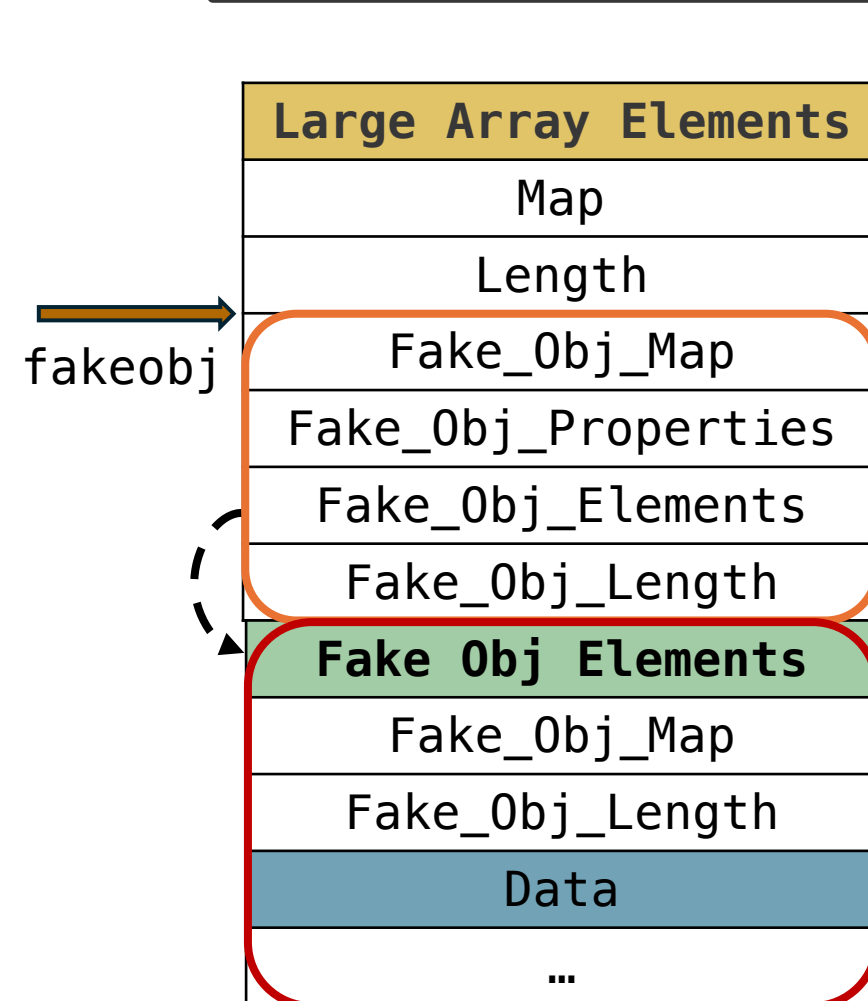 Large Array Elements
Map
Length
Fake_Obj_Map
fakeobj
Fake_Obj_Properties
Fake_Obj_Elements
Fake_Obj_Length
Fake Obj Elements
Fake_Obj_Map
Fake_Obj_Length
Data
…